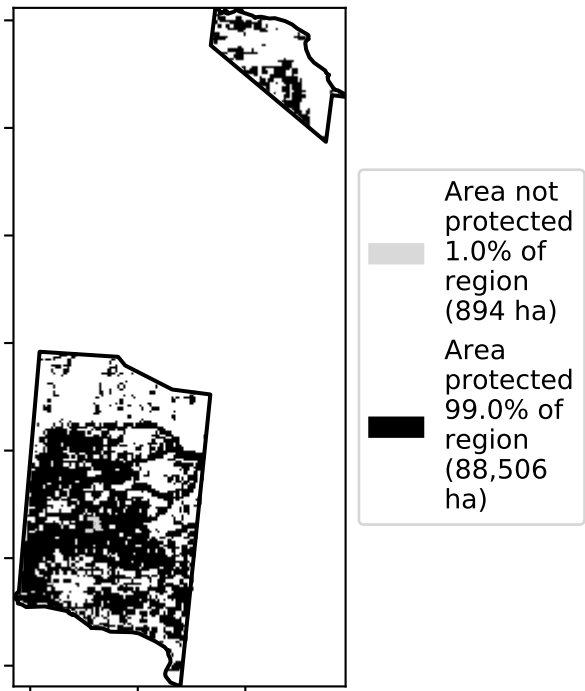 Area not
protected
1.0% of
region
(894 ha)
Area
protected
99.0% of
region
(88,506
ha)